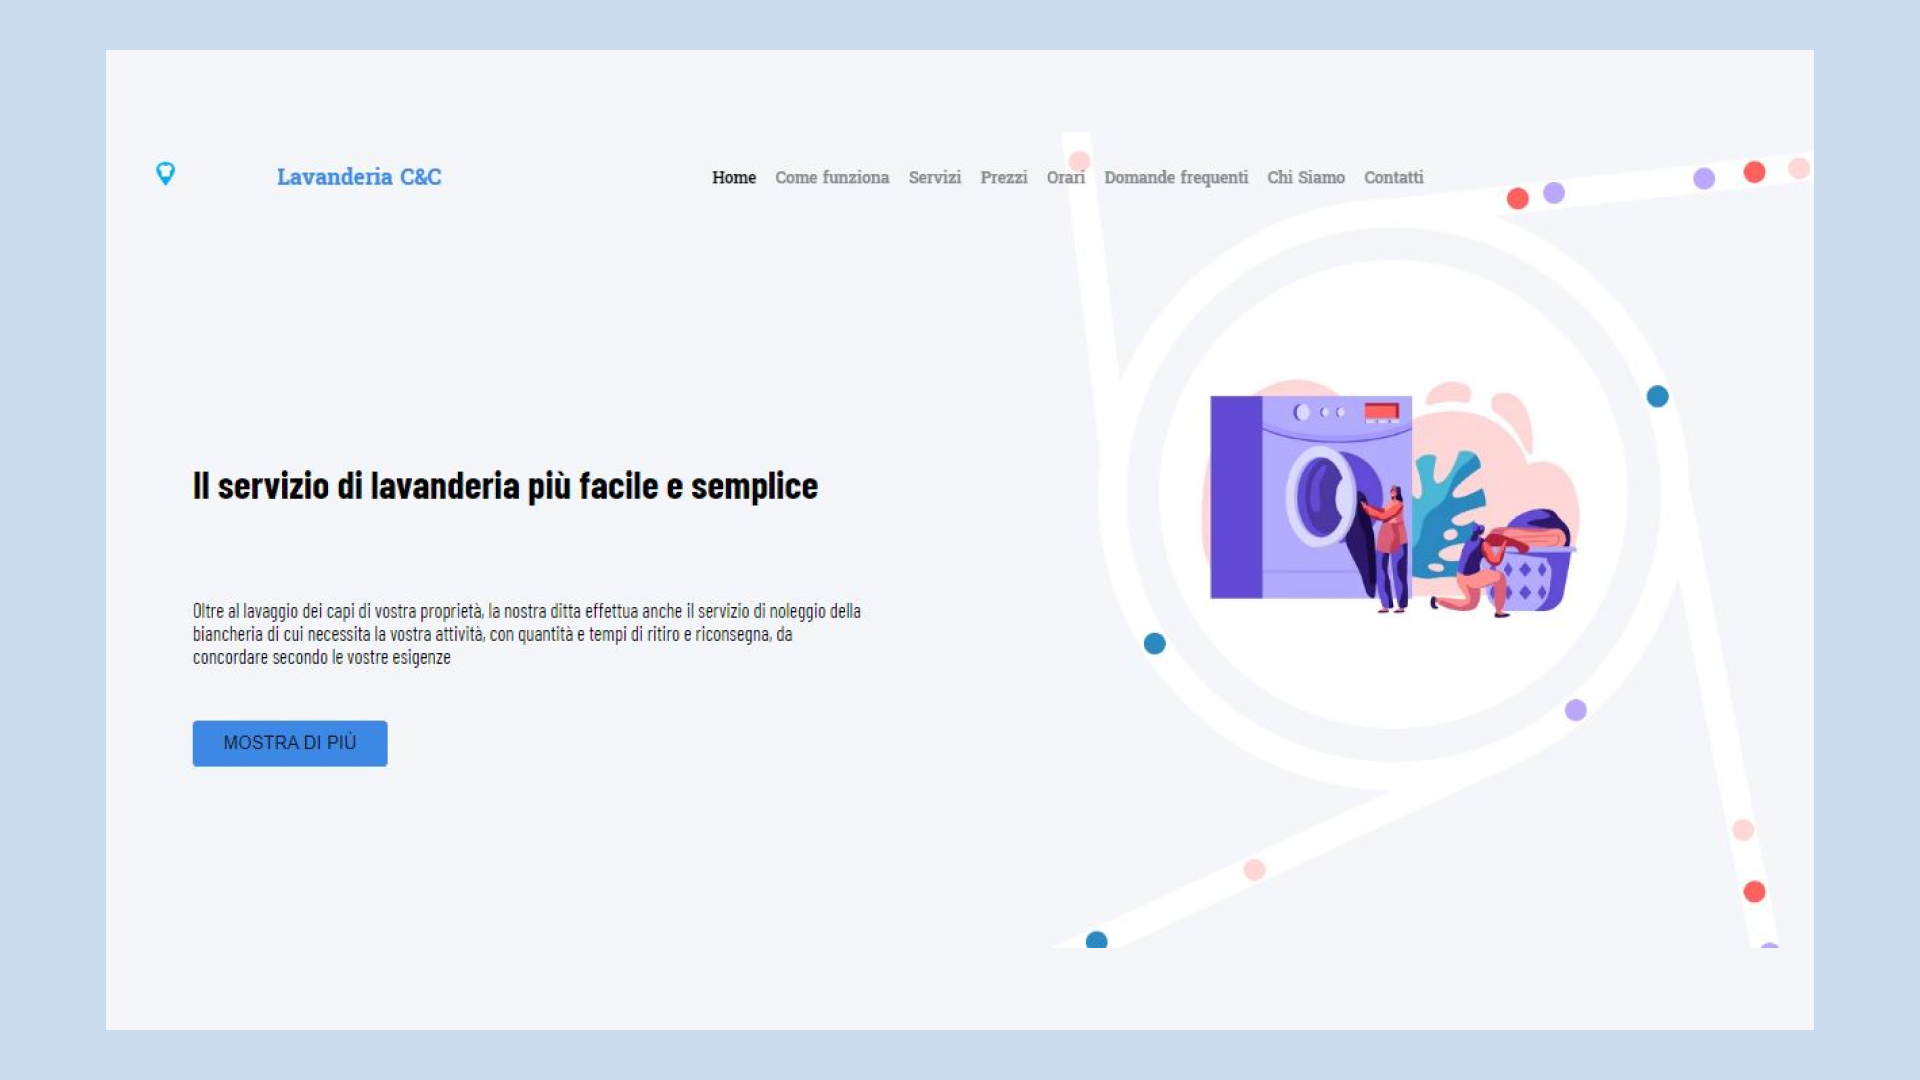 Lavanderia C&C
Home Come funziona Servizi Prezzi Orari Domande frequenti Chi Siamo Contatti
Il servizio di lavanderia più facile e semplice
Oltre al lavaggio dei capi di vostra proprietà, la nostra ditta effettua anche il servizio di noleggio della
biancheria di cui necessita la vostra attività, con quantità e tempi di ritiro e riconsegna, da
concordare secondo le vostre esigenze
MOSTRA DI PIÙ